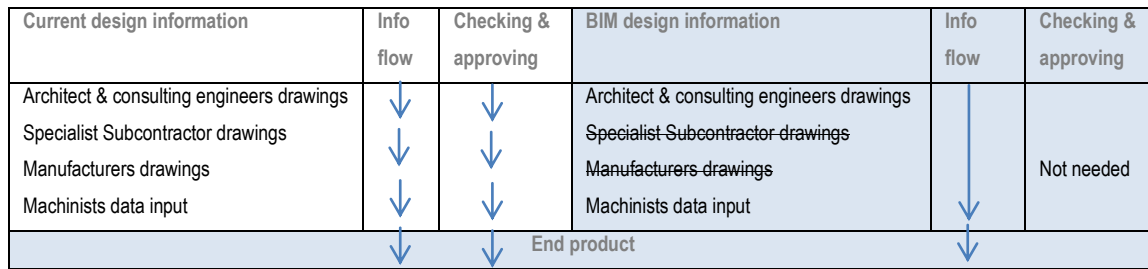 Current design information Info flow Checking & approving BIM design information Info flow Checking & approving
Architect & consulting engineers drawings Architect & consulting engineers drawings
Specialist Subcontractor drawings Specialist Subcontractor drawings
Manufacturers drawings Manufacturers drawings Not needed
Machinists data input Machinists data input
End product